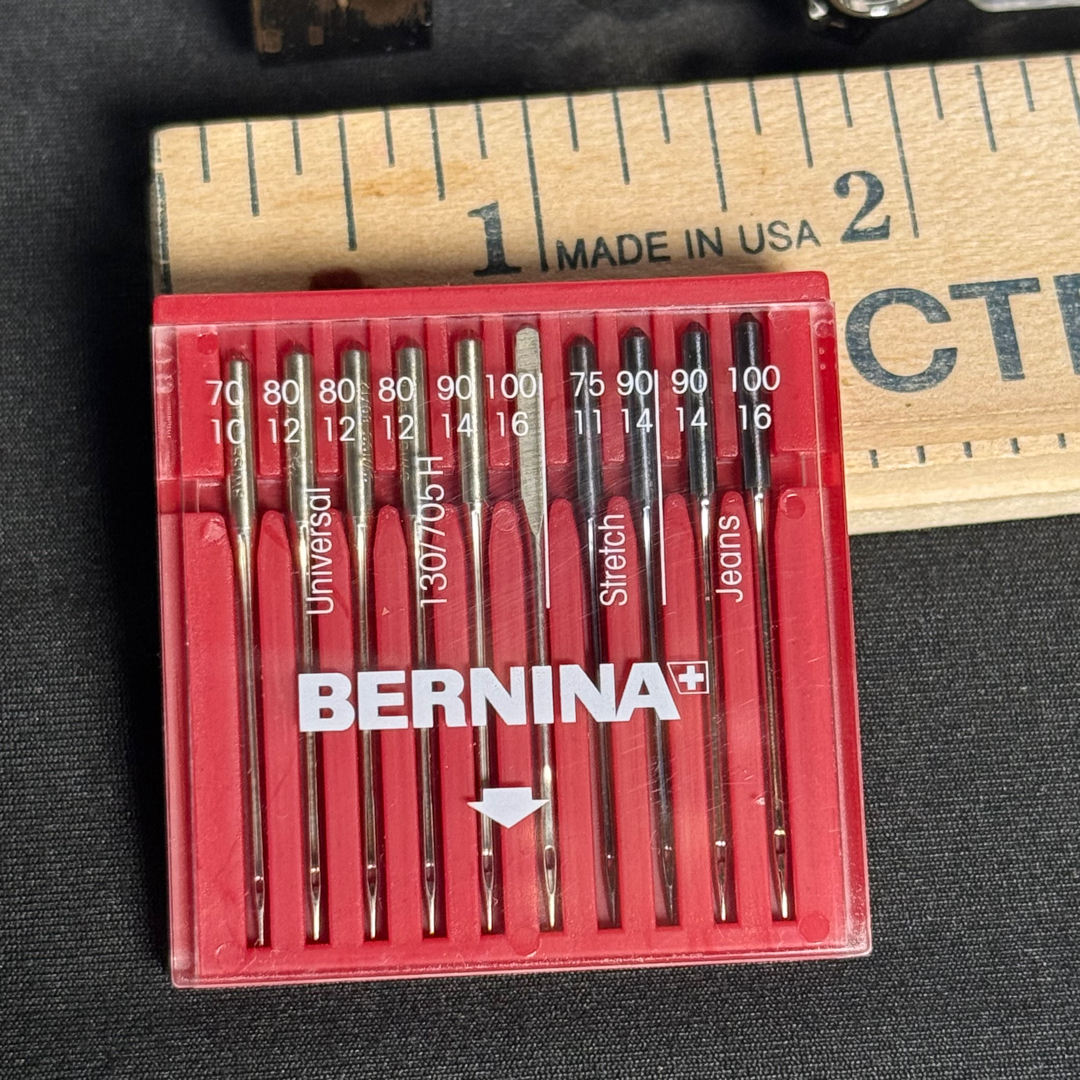 1 MADE IN USA 2
CT
70 80 80 80 90 100 75 90 90 100
10 12 12 12 14 16 11 14 14 16
Universal
130/705 H
Stretch
Jeans
BERNINA